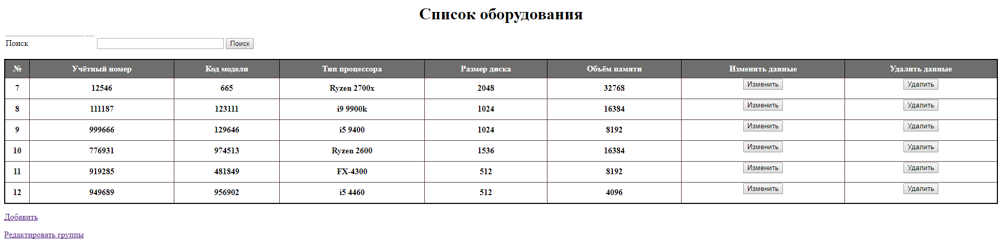 Список оборудования
Поиск Поиск
№ Учётный номер Код модели Тип процессора Размер диска Объём памяти Изменить данные Удалить данные
7 12546 665 Ryzen 2700x 2048 32768 Изменить Удалить
8 111187 123111 i9 9900k 1024 16384 Изменить Удалить
9 999666 129646 i5 9400 1024 8192 Изменить Удалить
10 776931 974513 Ryzen 2600 1536 16384 Изменить Удалить
11 919285 481849 FX-4300 512 8192 Изменить Удалить
12 949689 956902 i5 4460 512 4096 Изменить Удалить
Добавить
Редактировать группы